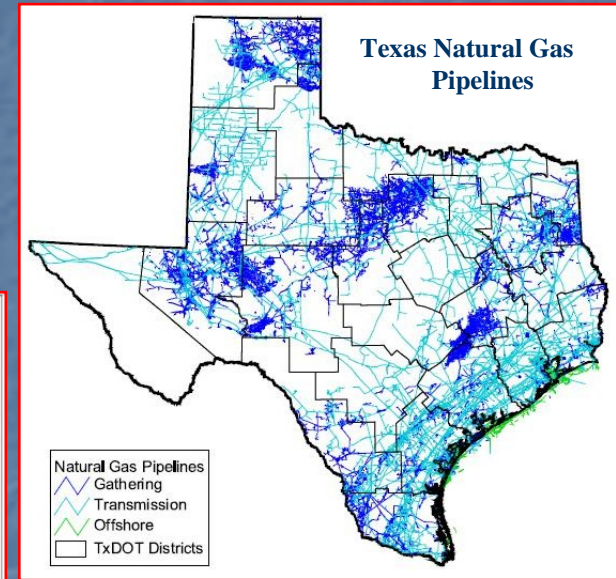 Texas Natural Gas
Pipelines
Natural Gas Pipelines
Gathering
Transmission
Offshore
TxDOT Districts